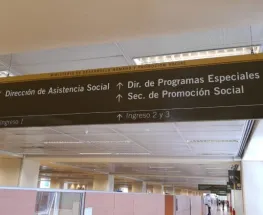 Dirección de Asistencia Social
↑ Dir. de Programas Especiales
↑ Sec. de Promoción Social
Ingreso 1
↑ Ingreso 2 y 3